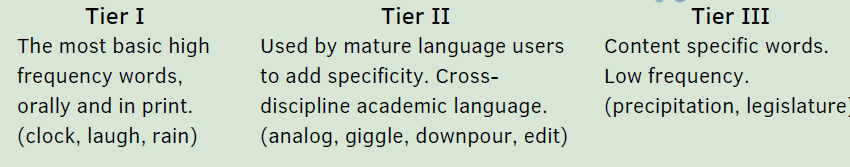 Tier I
The most basic high
frequency words,
orally and in print.
(clock, laugh, rain)
Tier II
Used by mature language users
to add specificity. Cross-
discipline academic language.
(analog, giggle, downpour, edit)
Tier III
Content specific words.
Low frequency.
(precipitation, legislature)